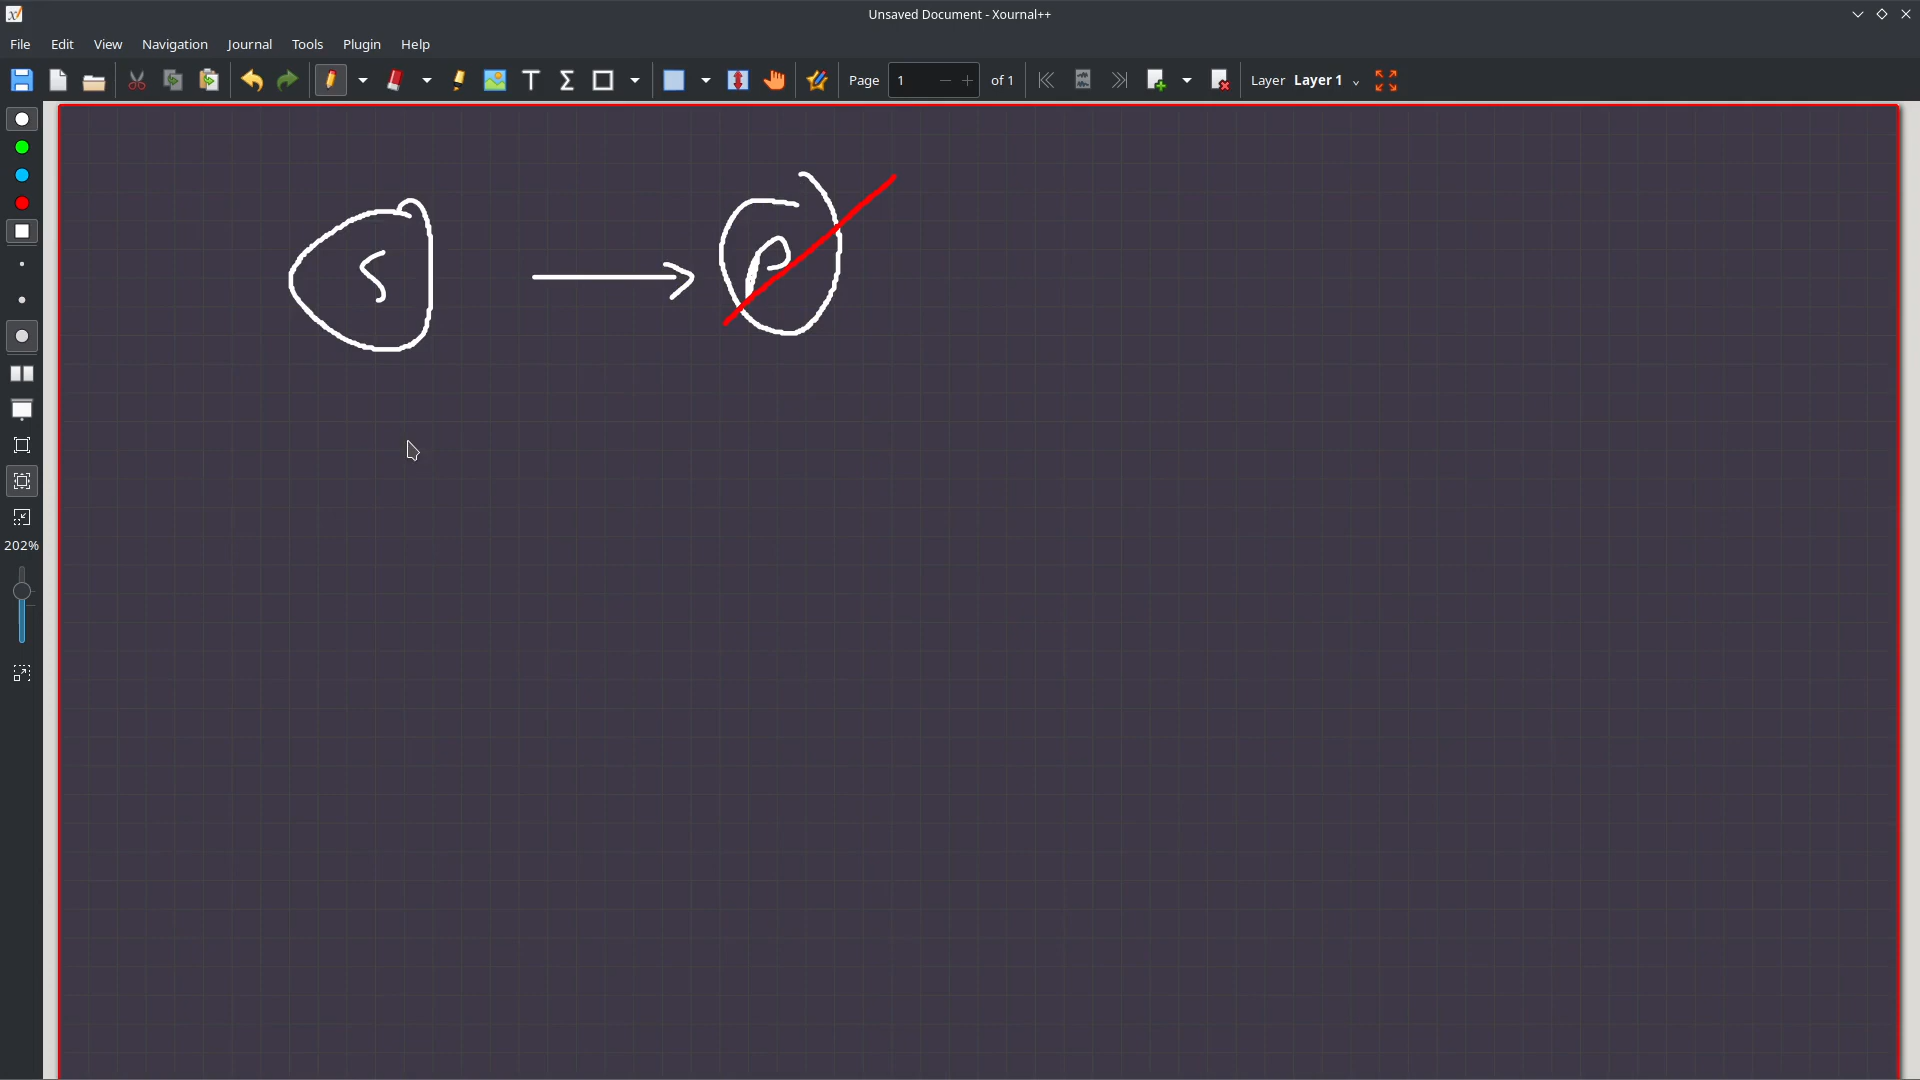 Unsaved Document - Xournal++
File Edit View Navigation Journal Tools Plugin Help
T Σ Page 1 of 1 Layer Layer 1
S P
202%